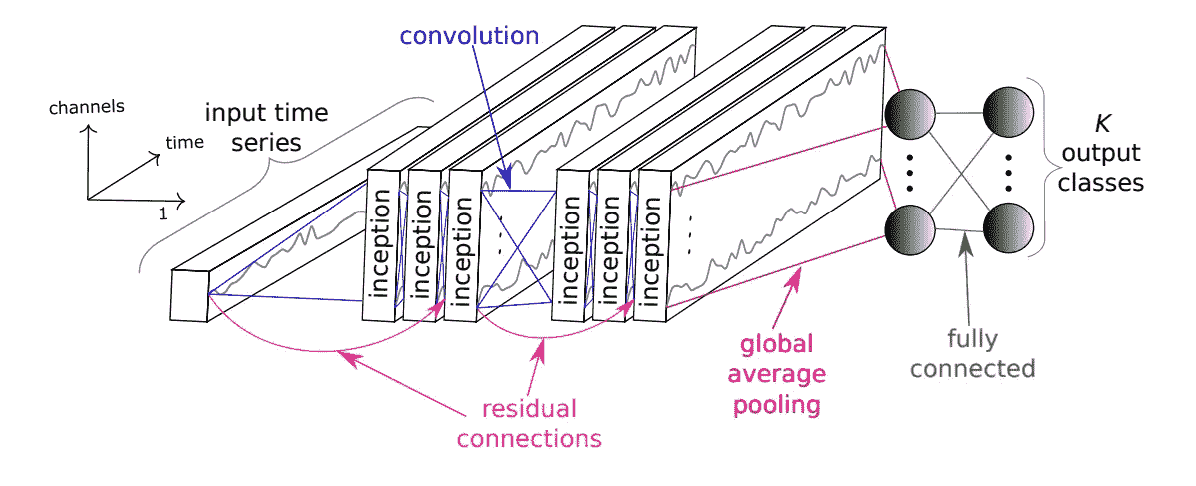 convolution
channels
time
1
input time
series
inception
inception
inception
inception
inception
inception
K
output
classes
global
average
pooling
fully
connected
residual
connections